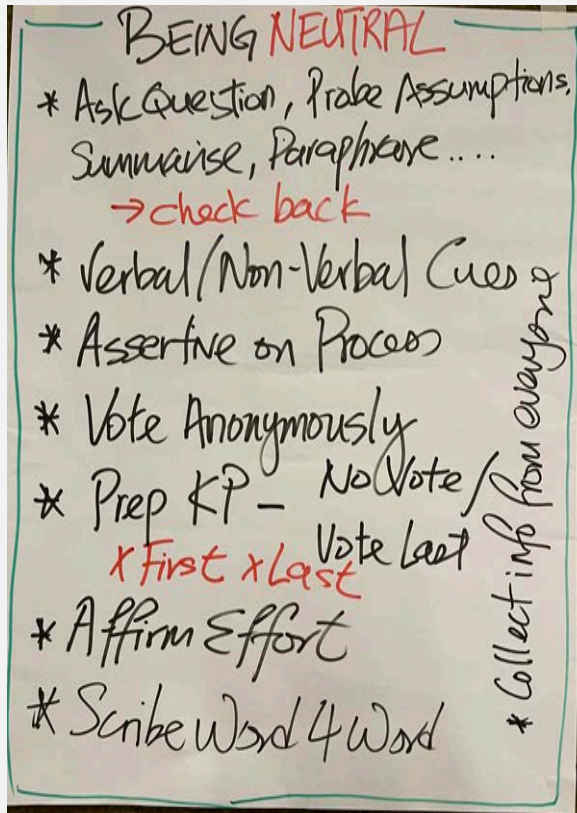 BEING NEUTRAL
* Ask Question, Probe Assumptions,
Summarise, Paraphrase....
→ check back
* Verbal/Non-Verbal Cues
* Assertive on Process
* Vote Anonymously
* Prep KP - No Vote/
Vote Last
x First x Last
* Affirm Effort
* Scribe Word 4 Word
* Collect info from everyone